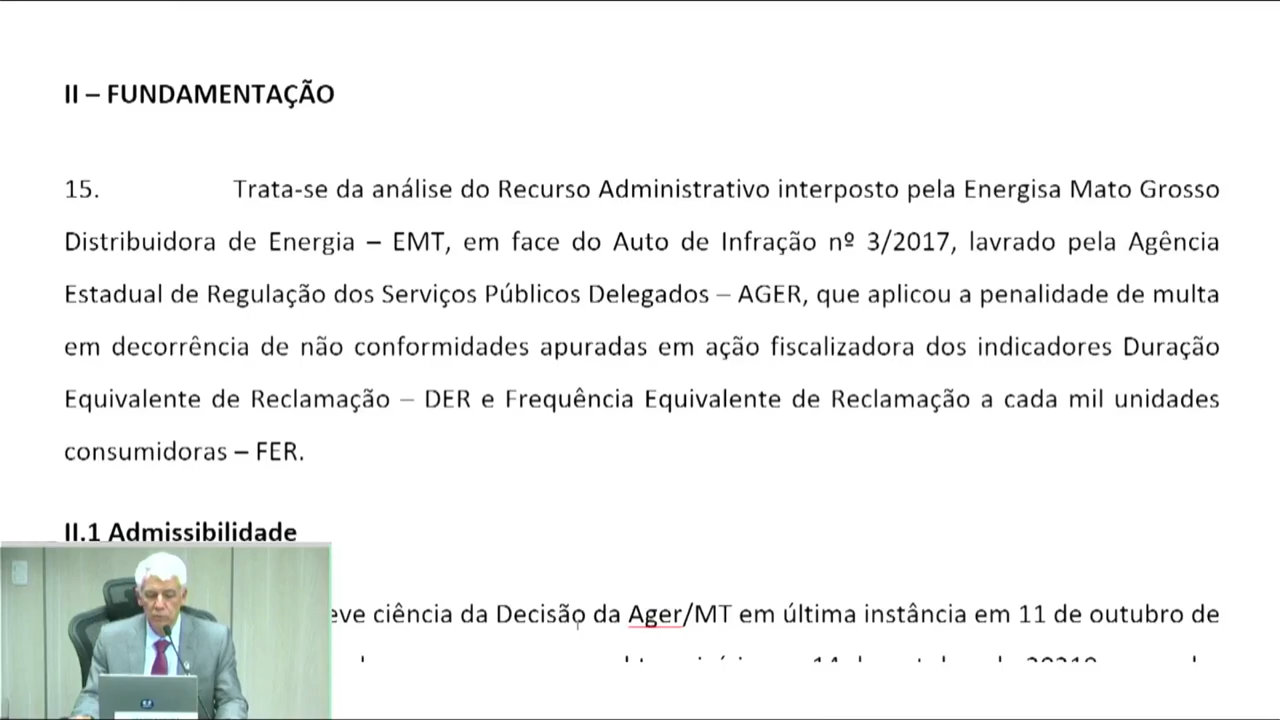 II – FUNDAMENTAÇÃO
15. Trata-se da análise do Recurso Administrativo interposto pela Energisa Mato Grosso
Distribuidora de Energia – EMT, em face do Auto de Infração nº 3/2017, lavrado pela Agência
Estadual de Regulação dos Serviços Públicos Delegados – AGER, que aplicou a penalidade de multa
em decorrência de não conformidades apuradas em ação fiscalizadora dos indicadores Duração
Equivalente de Reclamação – DER e Frequência Equivalente de Reclamação a cada mil unidades
consumidoras – FER.
II.1 Admissibilidade
eve ciência da Decisão da Ager/MT em última instância em 11 de outubro de